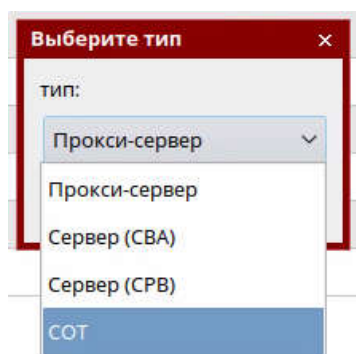 Выберите тип ×
тип:
Прокси-сервер
Прокси-сервер
Сервер (СВА)
Сервер (СРВ)
СОТ